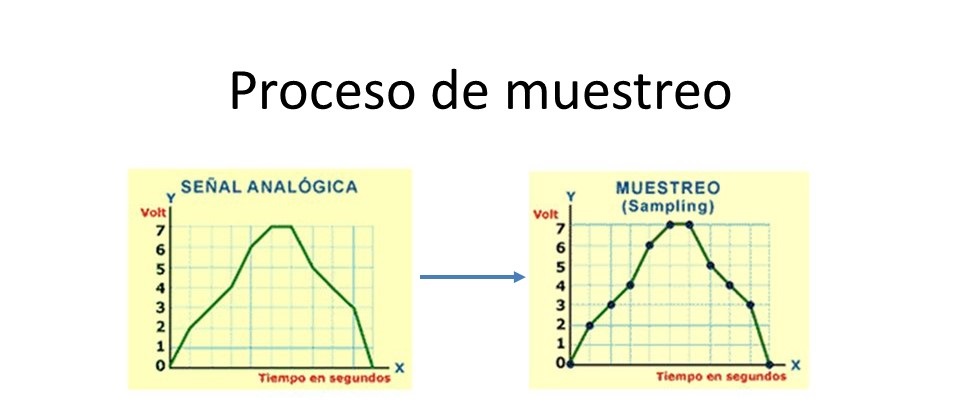 Proceso de muestreo
SEÑAL ANALÓGICA
Y
Volt
7
6
5
4
3
2
1
0
X
Tiempo en segundos
MUESTREO
(Sampling)
Y
Volt
7
6
5
4
3
2
1
0
X
Tiempo en segundos